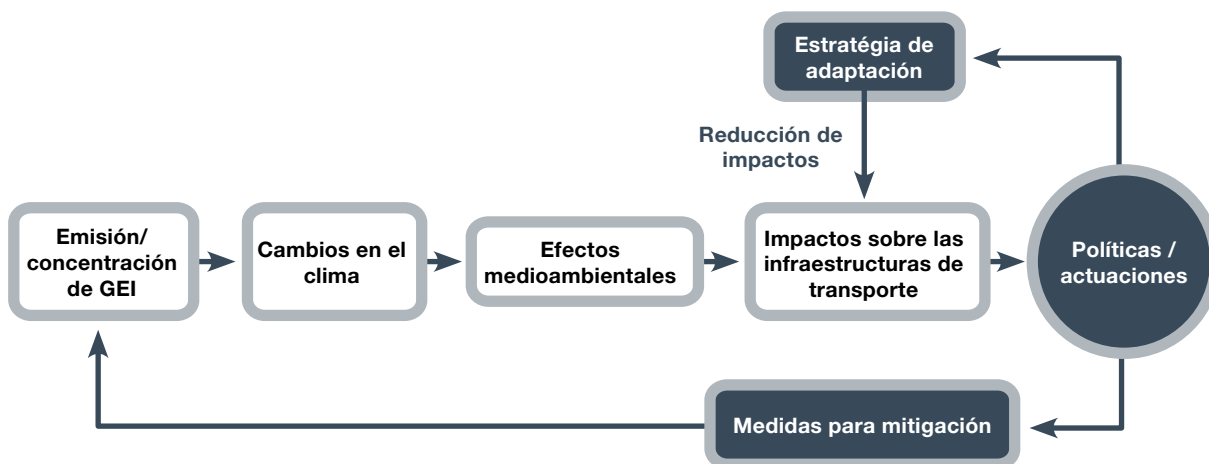 Estratégia de
adaptación
Reducción de
impactos
Emisión/
concentración
de GEI
Cambios en el
clima
Efectos
medioambientales
Impactos sobre las
infraestructuras de
transporte
Políticas /
actuaciones
Medidas para mitigación